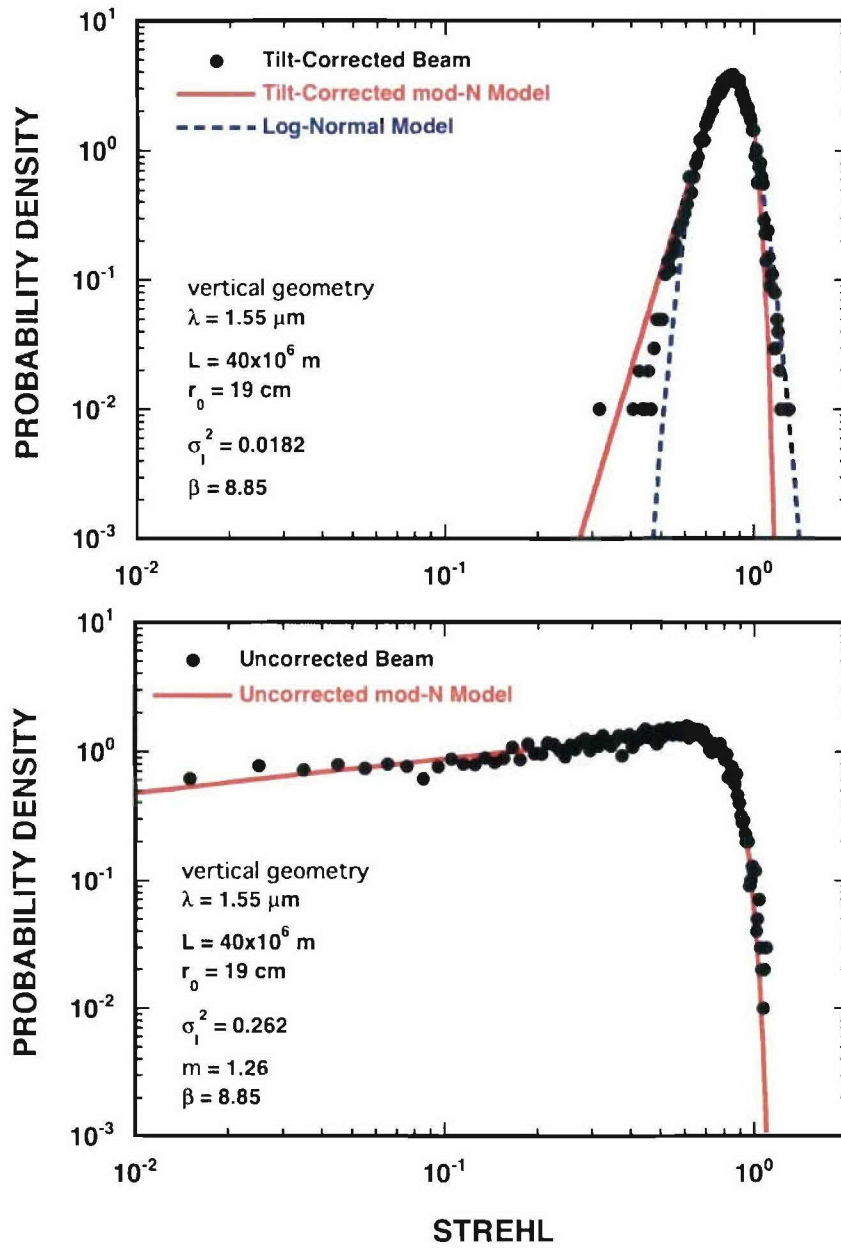 10¹
Tilt-Corrected Beam
Tilt-Corrected mod-N Model
Log-Normal Model
10⁰
PROBABILITY DENSITY
10⁻¹
vertical geometry
λ = 1.55 μm
L = 40x10⁶ m
10⁻²
r₀ = 19 cm
σ_I² = 0.0182
β = 8.85
10⁻³
10⁻² 10⁻¹ 10⁰
10¹
Uncorrected Beam
Uncorrected mod-N Model
10⁰
PROBABILITY DENSITY
10⁻¹
vertical geometry
λ = 1.55 μm
L = 40x10⁶ m
r₀ = 19 cm
10⁻²
σ_I² = 0.262
m = 1.26
β = 8.85
10⁻³
10⁻² 10⁻¹ 10⁰
STREHL